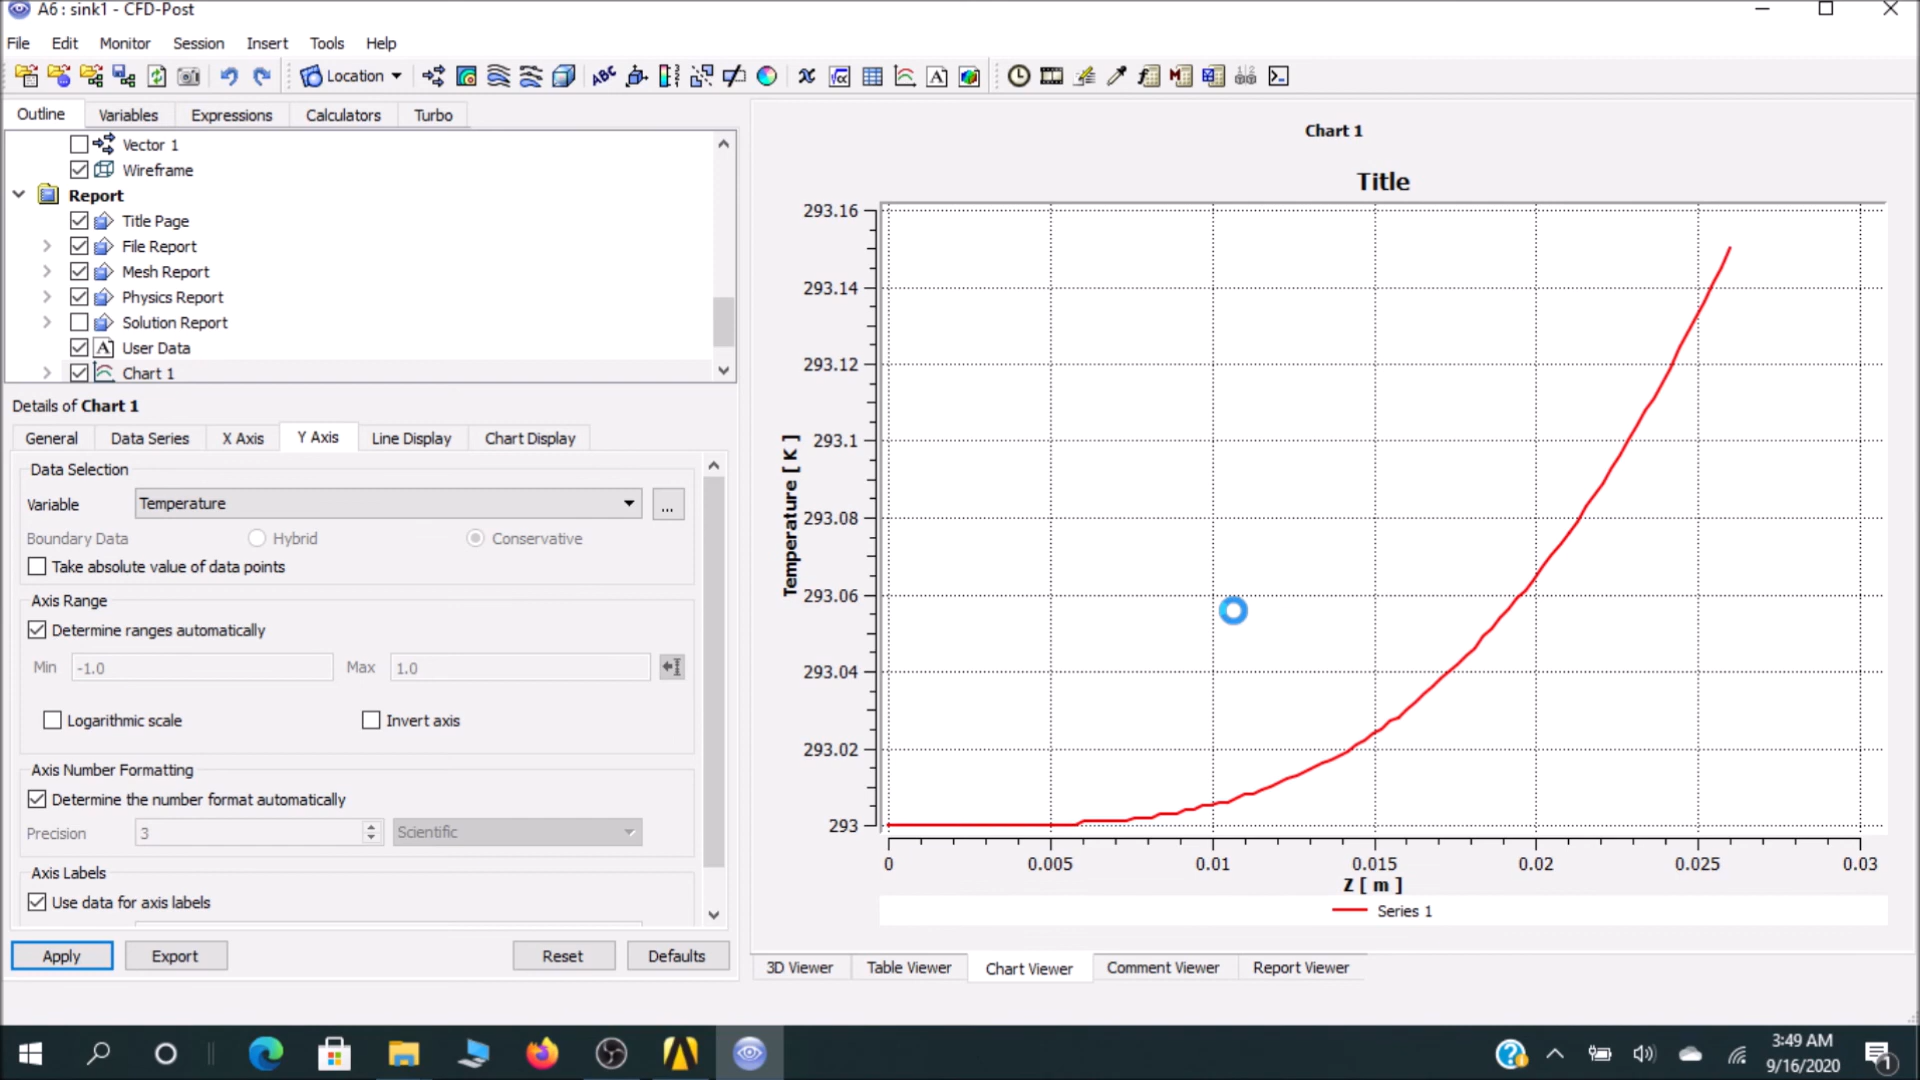 A6 : sink1 - CFD-Post
File Edit Monitor Session Insert Tools Help
Location
Outline Variables Expressions Calculators Turbo
Vector 1
Wireframe
Report
Title Page
File Report
Mesh Report
Physics Report
Solution Report
User Data
Chart 1
Details of Chart 1
General Data Series X Axis Y Axis Line Display Chart Display
Data Selection
Variable Temperature ...
Boundary Data Hybrid Conservative
Take absolute value of data points
Axis Range
Determine ranges automatically
Min -1.0 Max 1.0
Logarithmic scale Invert axis
Axis Number Formatting
Determine the number format automatically
Precision 3 Scientific
Axis Labels
Use data for axis labels
Apply Export Reset Defaults
Chart 1
Title
293.16
293.14
293.12
293.1
293.08
293.06
293.04
293.02
293
Temperature [ K ]
0 0.005 0.01 0.015 0.02 0.025 0.03
Z [ m ]
Series 1
3D Viewer Table Viewer Chart Viewer Comment Viewer Report Viewer
3:49 AM
9/16/2020
1